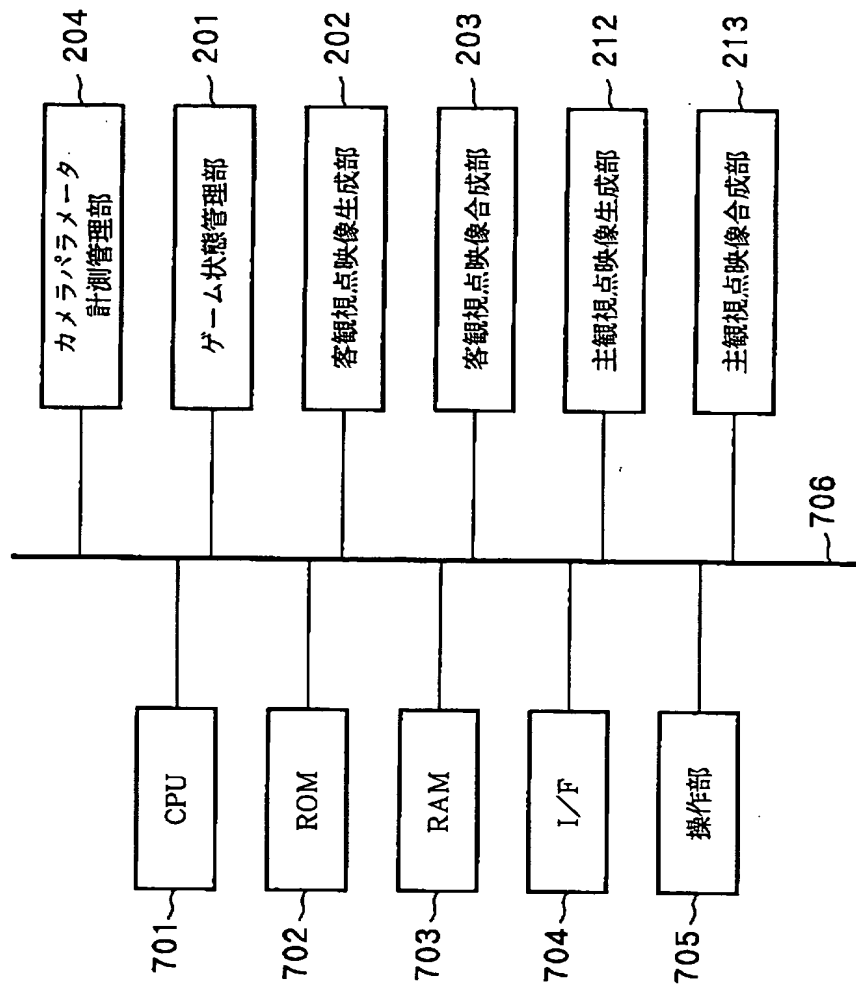 カメラパラメータ
計測管理部
204
ゲーム状態管理部
201
客観視点映像生成部
202
客観視点映像合成部
203
主観視点映像生成部
212
主観視点映像合成部
213
706
CPU
701
ROM
702
RAM
703
I/F
704
操作部
705